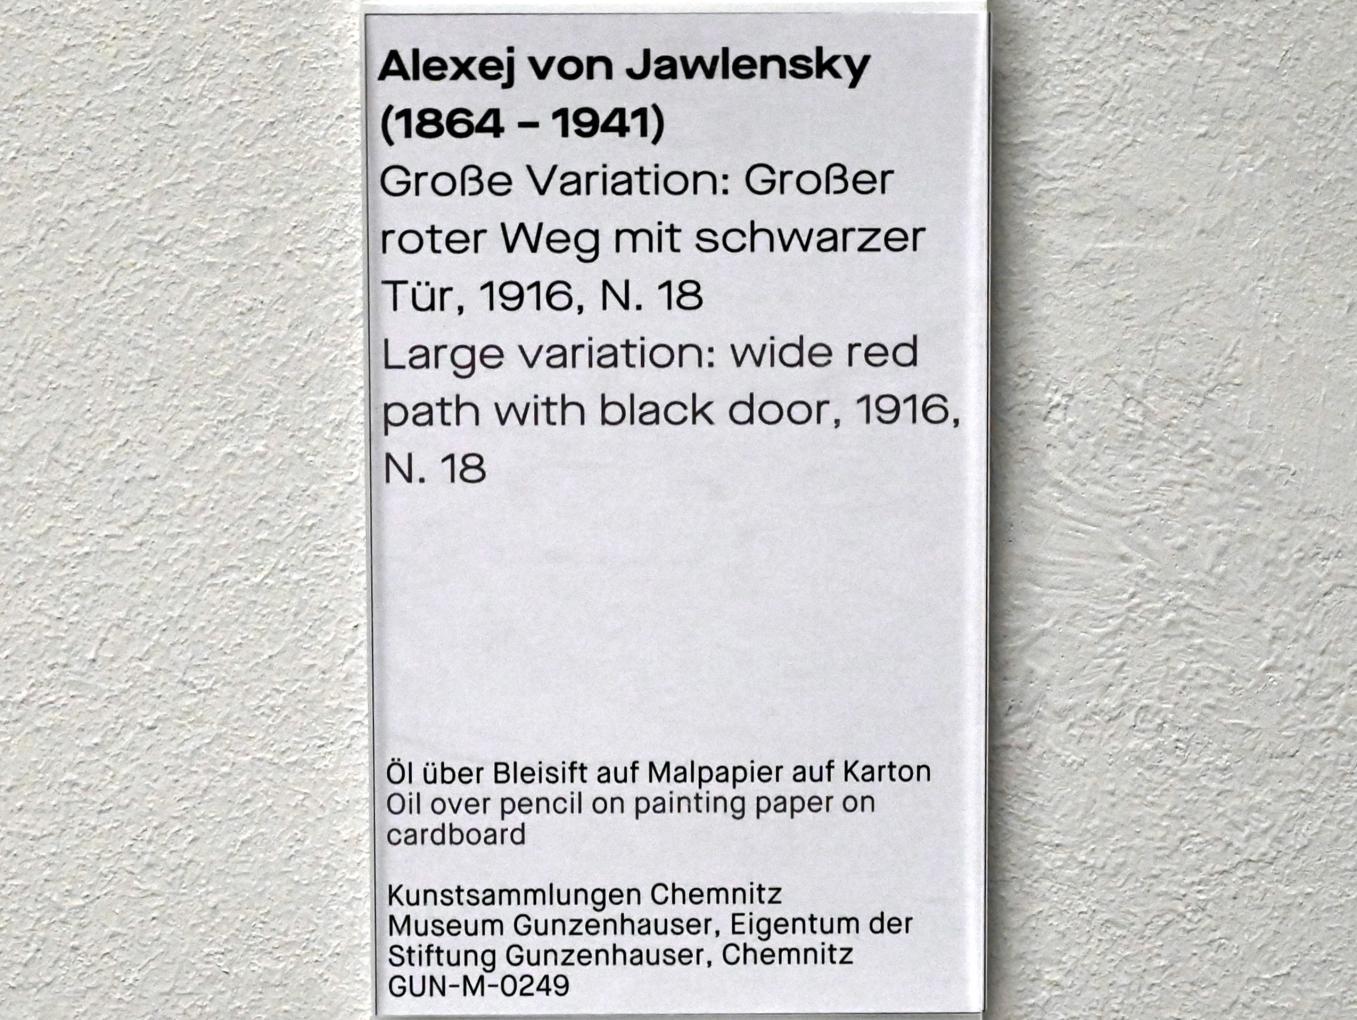 Alexej von Jawlensky
(1864 – 1941)
Große Variation: Großer
roter Weg mit schwarzer
Tür, 1916, N. 18
Large variation: wide red
path with black door, 1916,
N. 18
Öl über Bleisift auf Malpapier auf Karton
Oil over pencil on painting paper on
cardboard
Kunstsammlungen Chemnitz
Museum Gunzenhauser, Eigentum der
Stiftung Gunzenhauser, Chemnitz
GUN-M-0249